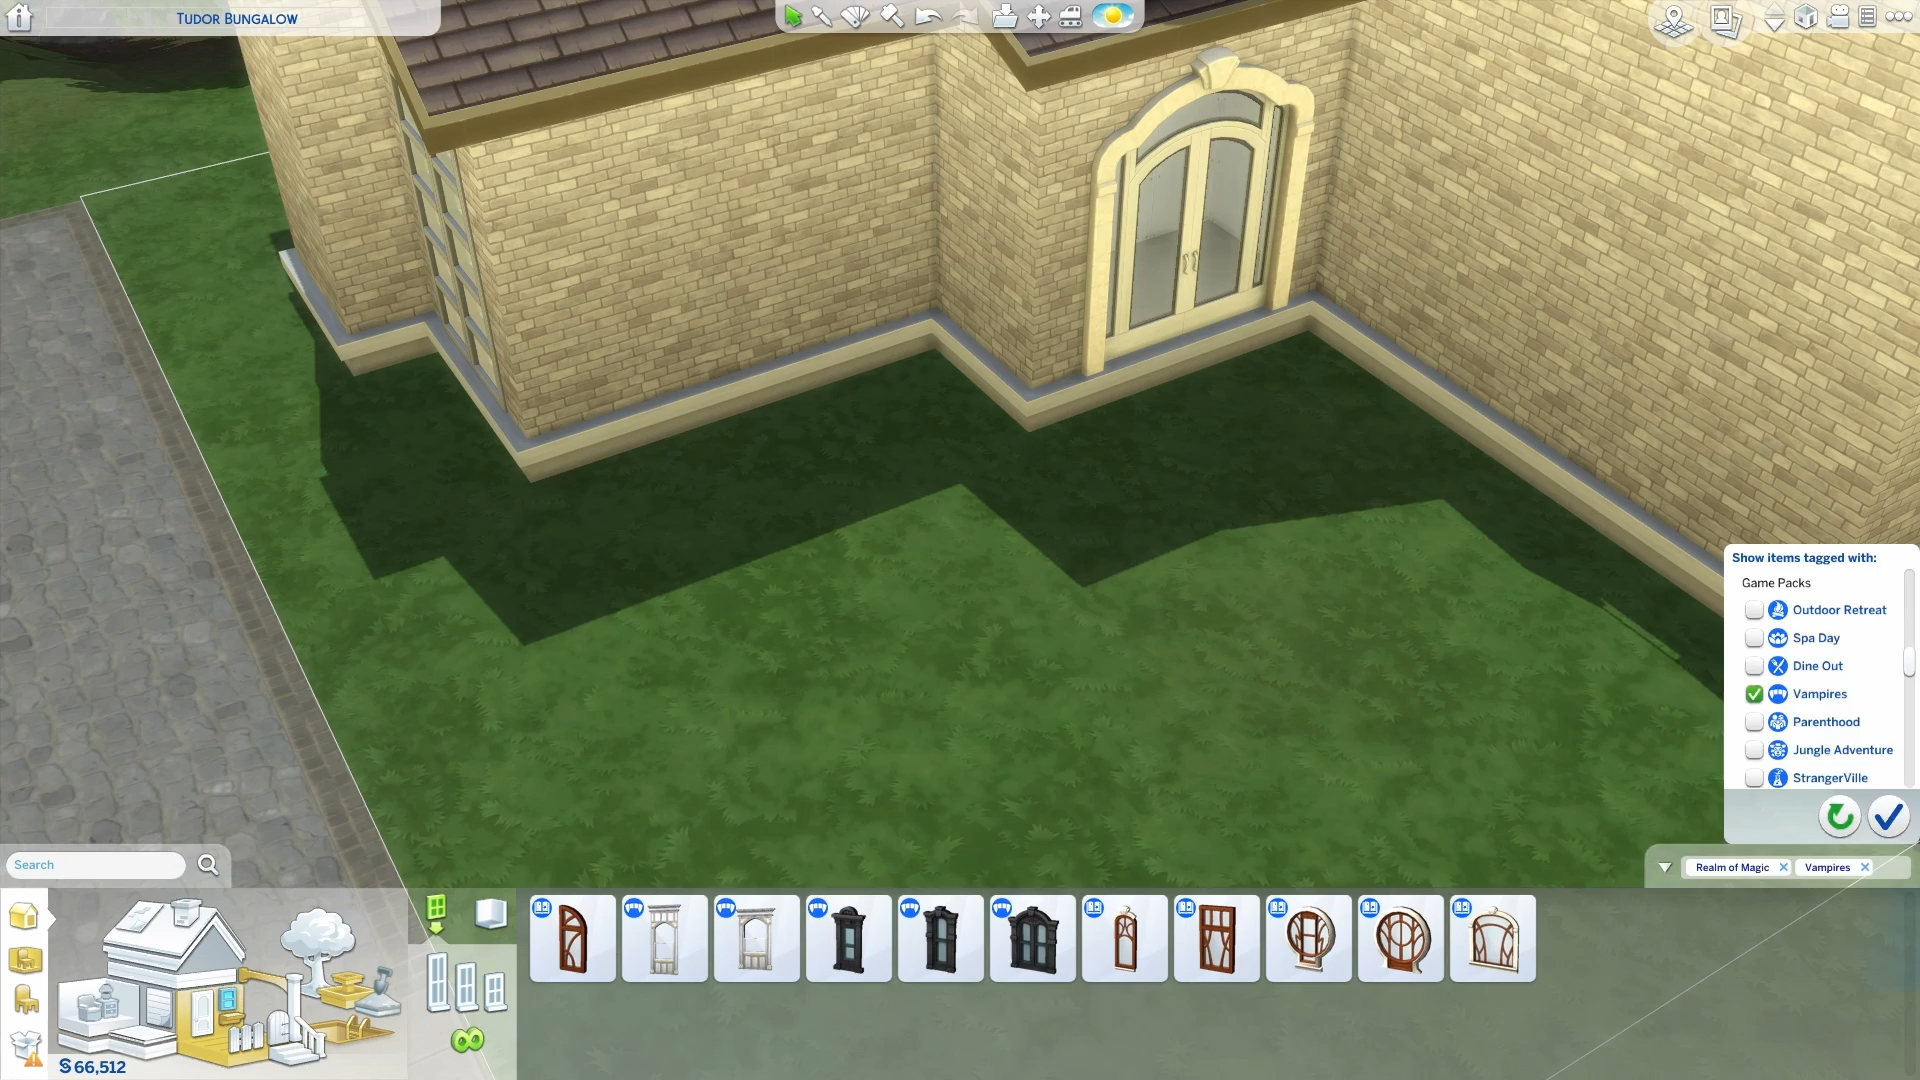 Tudor Bungalow
Show items tagged with:
Game Packs
Outdoor Retreat
Spa Day
Dine Out
Vampires
Parenthood
Jungle Adventure
StrangerVille
Search
Realm of Magic
Vampires
§66,512